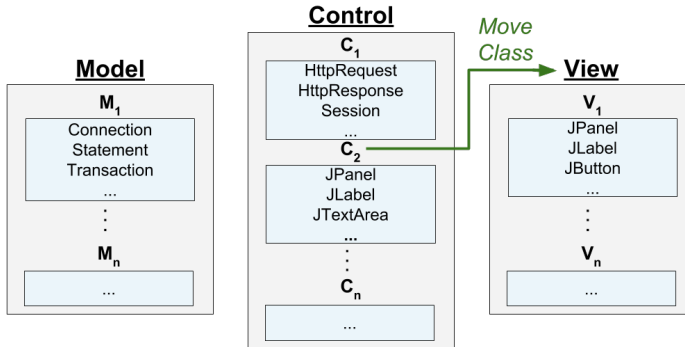 Model
M1
Connection
Statement
Transaction
...
Mn
...
Control
C1
HttpRequest
HttpResponse
Session
...
C2
JPanel
JLabel
JTextArea
...
Cn
...
Move
Class
View
V1
JPanel
JLabel
JButton
...
Vn
...